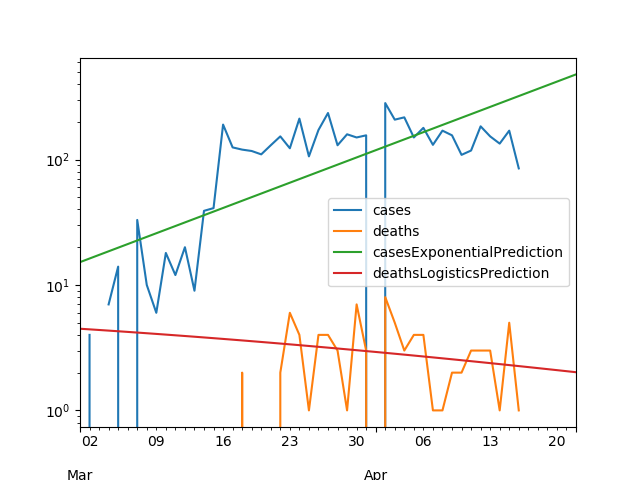 10²
10¹
10⁰
cases
deaths
casesExponentialPrediction
deathsLogisticsPrediction
02 09 16 23 30 06 13 20
Mar Apr